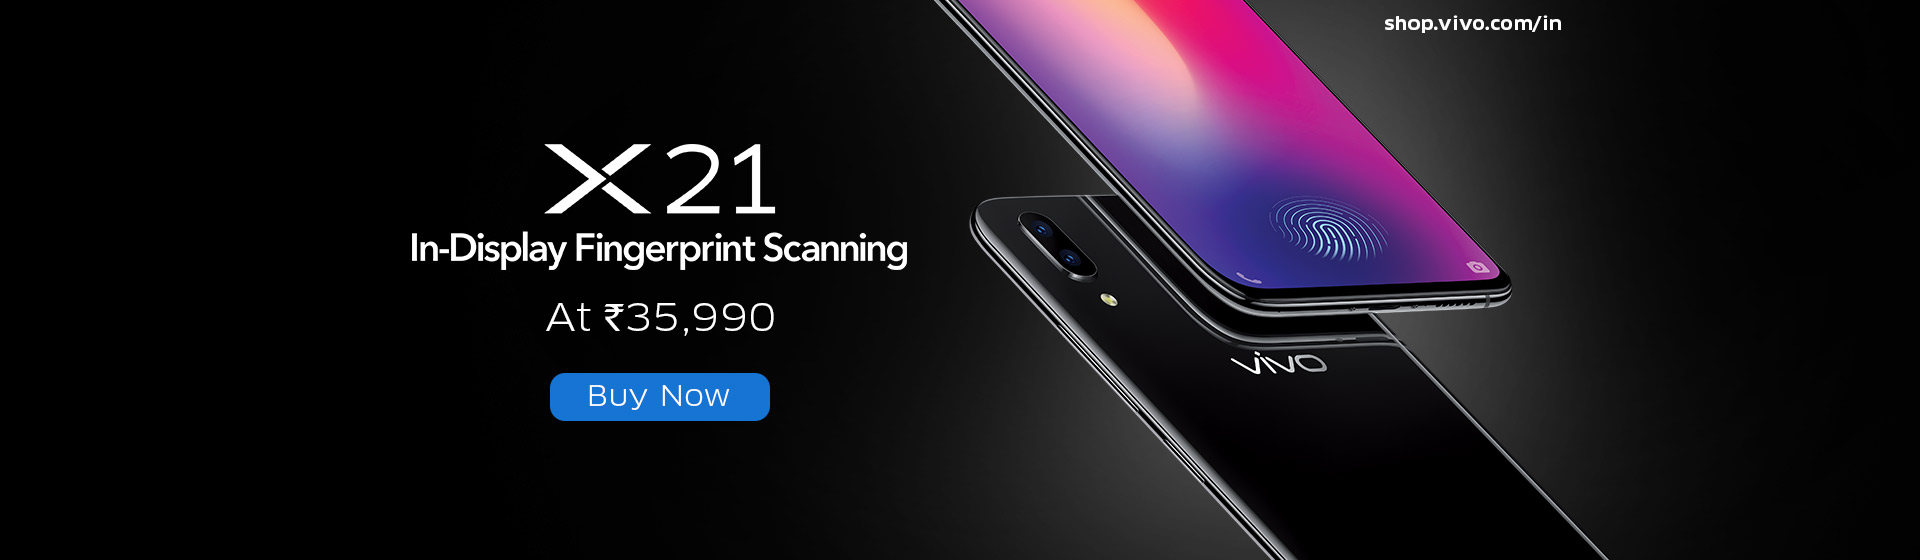 shop.vivo.com/in
X21
In-Display Fingerprint Scanning
At ₹35,990
Buy Now
vivo